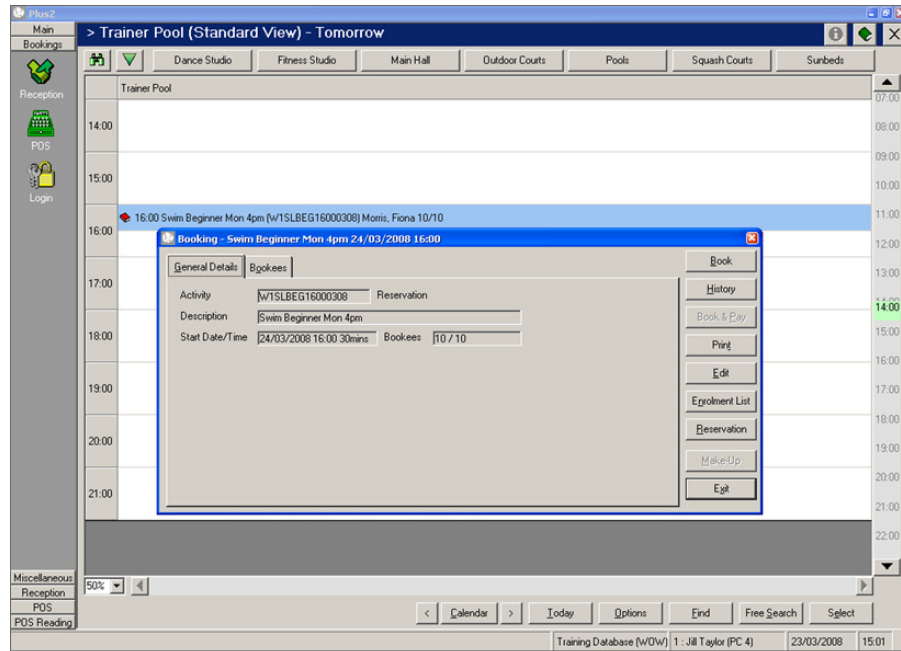 Plus2
Main
Bookings
Reception
POS
Login
Miscellaneous
Reception
POS
POS Reading
> Trainer Pool (Standard View) - Tomorrow
Dance Studio Fitness Studio Main Hall Outdoor Courts Pools Squash Courts Sunbeds
Trainer Pool
14:00
15:00
16:00 Swim Beginner Mon 4pm (W1SLBEG16000308) Morris, Fiona 10/10
16:00
17:00
18:00
19:00
20:00
21:00
Booking - Swim Beginner Mon 4pm 24/03/2008 16:00
General Details Bookees
Activity W1SLBEG16000308 Reservation
Description Swim Beginner Mon 4pm
Start Date/Time 24/03/2008 16:00 30mins Bookees 10 / 10
Book
History
Book & Pay
Print
Edit
Enrolment List
Reservation
Make-Up
Exit
07:00
08:00
09:00
10:00
11:00
12:00
13:00
14:00
15:00
16:00
17:00
18:00
19:00
20:00
21:00
22:00
50%
< Calendar > Today Options Find Free Search Select
Training Database (WOW) 1 : Jill Taylor (PC 4) 23/03/2008 15:01